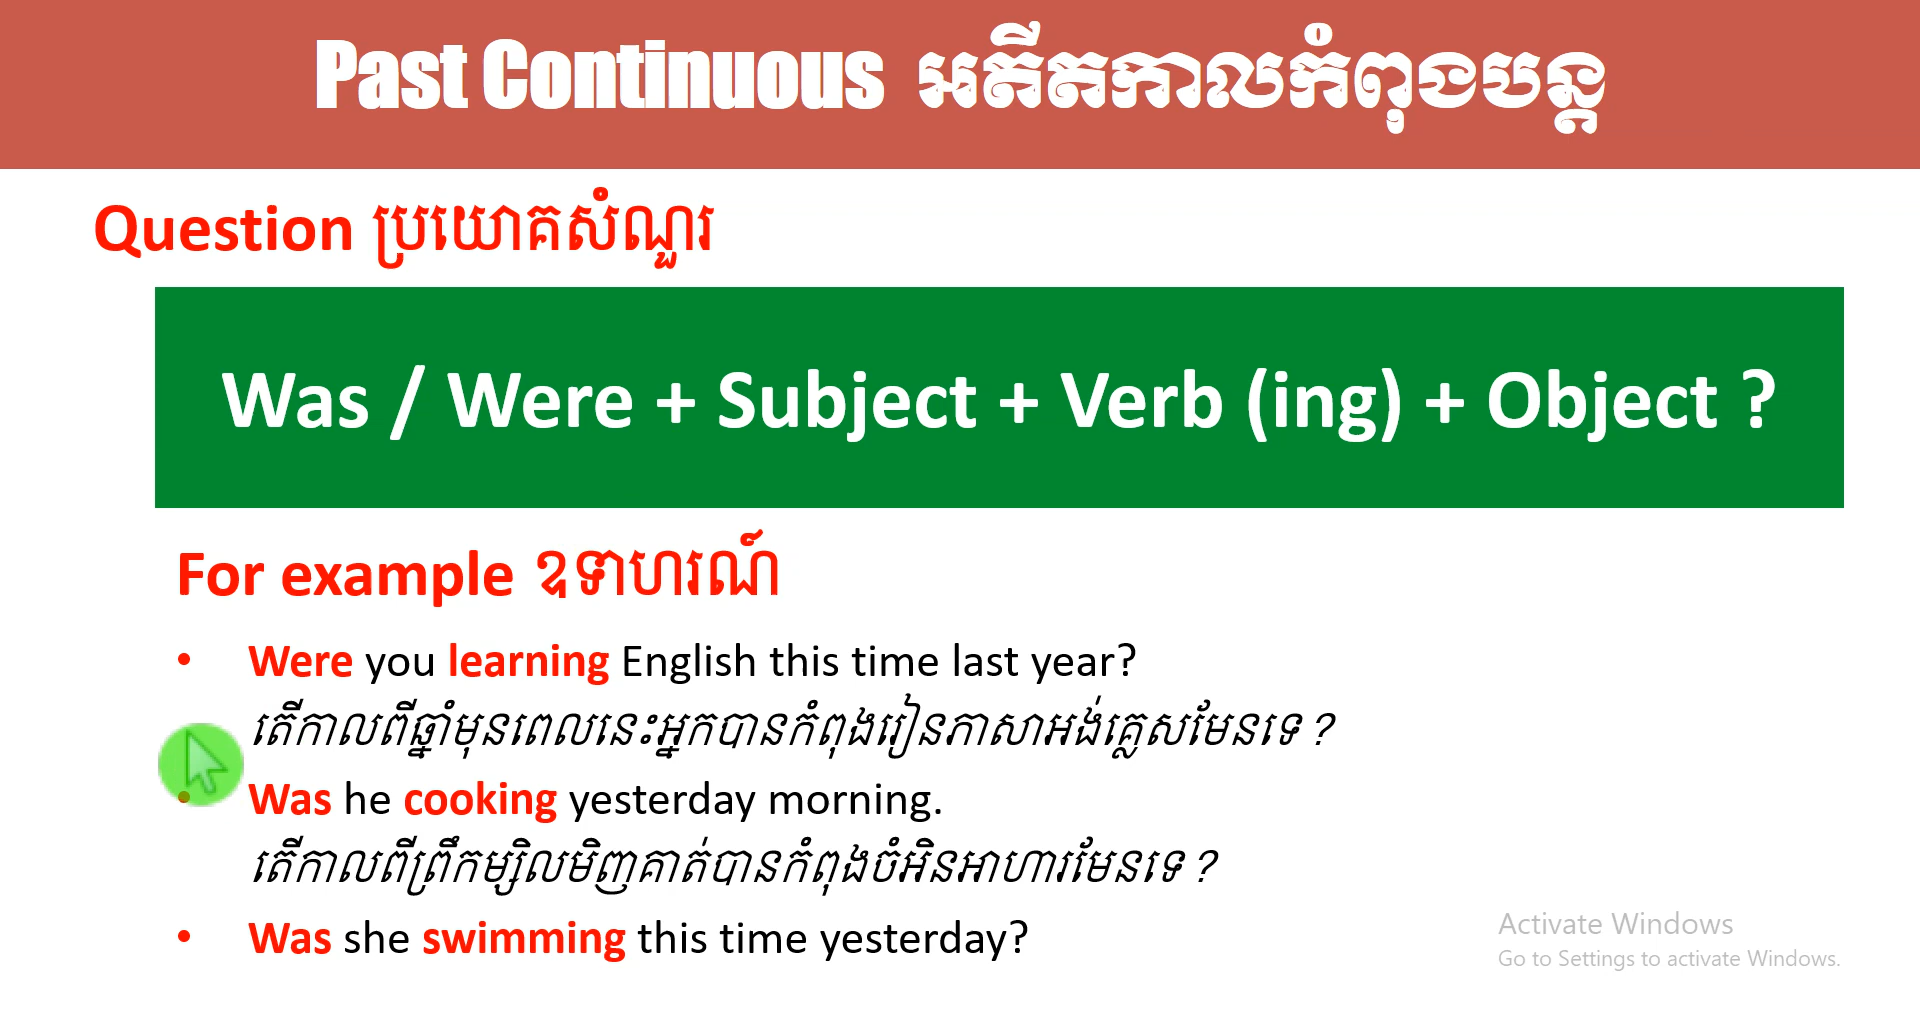 Past Continuous អតីតកាលកំពុងបន្ត
Question ប្រយោគសំណួរ
Was / Were + Subject + Verb (ing) + Object ?
For example ឧទាហរណ៍
• Were you learning English this time last year?
តើកាលពីឆ្នាំមុនពេលនេះអ្នកបានកំពុងរៀនភាសាអង់គ្លេសមែនទេ ?
• Was he cooking yesterday morning.
តើកាលពីព្រឹកម្សិលមិញគាត់បានកំពុងចំអិនអាហារមែនទេ ?
• Was she swimming this time yesterday?
Activate Windows
Go to Settings to activate Windows.